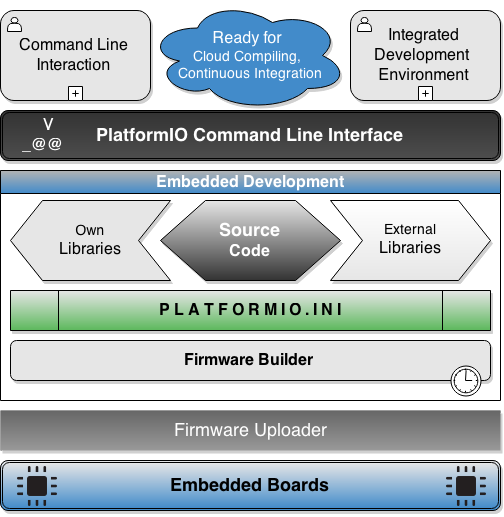 Command Line
Interaction
Ready for
Cloud Compiling,
Continuous Integration
Integrated
Development
Environment
V
_@@
PlatformIO Command Line Interface
Embedded Development
Own
Libraries
Source
Code
External
Libraries
PLATFORMIO.INI
Firmware Builder
Firmware Uploader
Embedded Boards